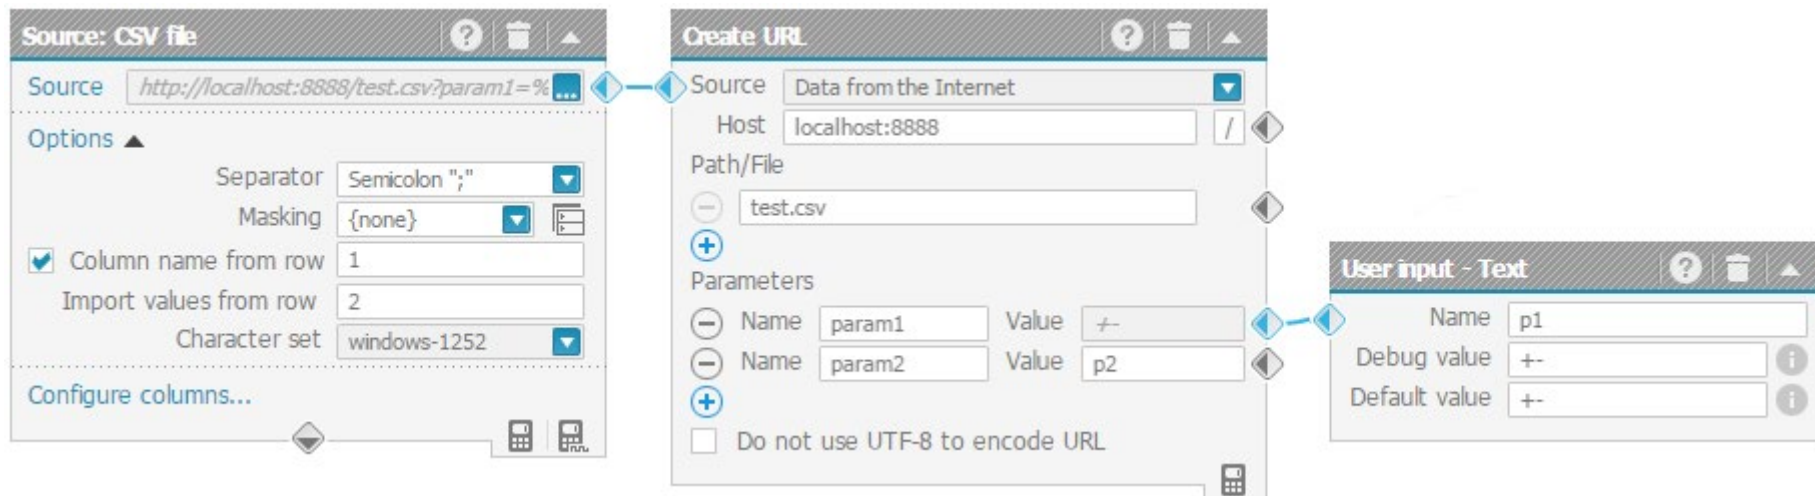 Source: CSV file
Source http://localhost:8888/test.csv?param1=% ...
Options
Separator Semicolon ";"
Masking {none}
Column name from row 1
Import values from row 2
Character set windows-1252
Configure columns...
Create URL
Source Data from the Internet
Host localhost:8888 /
Path/File
test.csv
Parameters
Name param1 Value +-
Name param2 Value p2
Do not use UTF-8 to encode URL
User input - Text
Name p1
Debug value +-
Default value +-